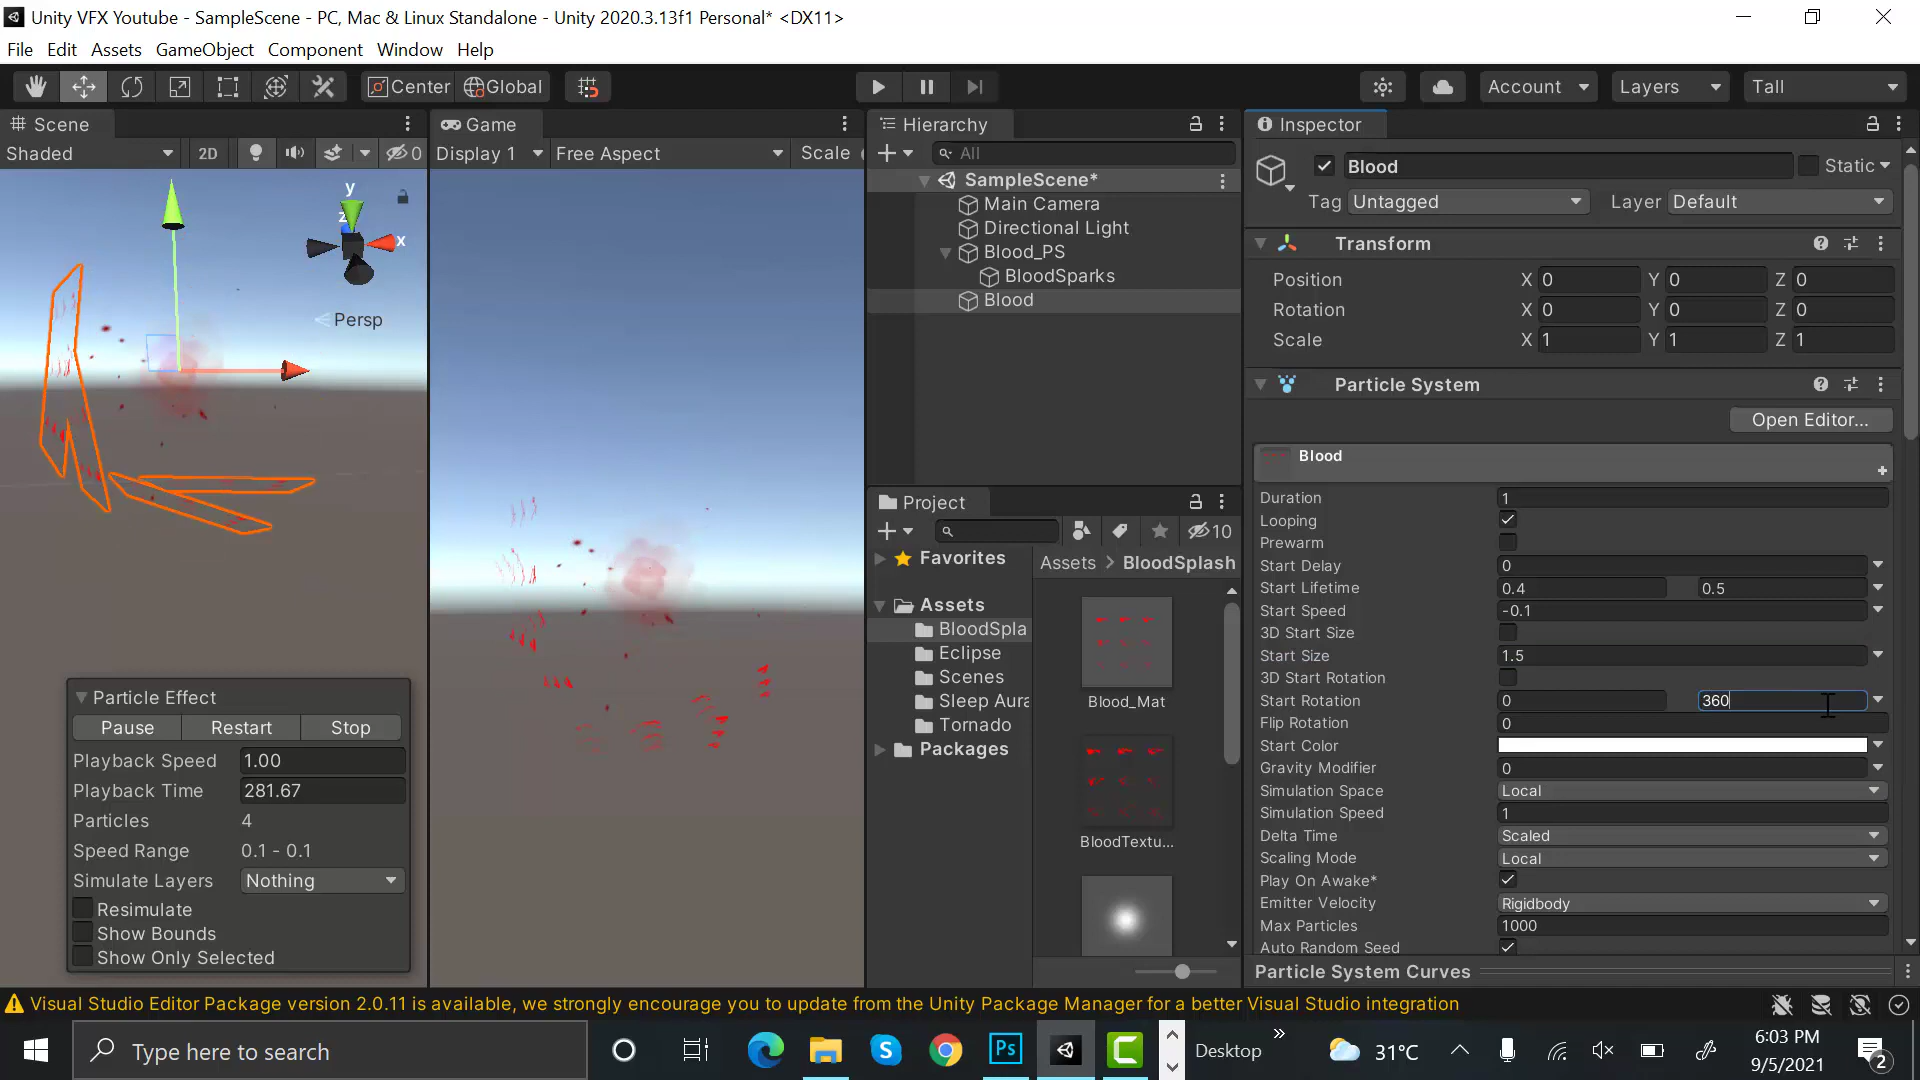 Unity VFX Youtube - SampleScene - PC, Mac & Linux Standalone - Unity 2020.3.13f1 Personal* <DX11>
File Edit Assets GameObject Component Window Help
Center Global Account Layers Tall
Scene
Shaded 2D 0
y
z
x
Persp
Particle Effect
Pause Restart Stop
Playback Speed 1.00
Playback Time 281.67
Particles 4
Speed Range 0.1 - 0.1
Simulate Layers Nothing
Resimulate
Show Bounds
Show Only Selected
Game
Display 1 Free Aspect Scale
Hierarchy
All
SampleScene*
Main Camera
Directional Light
Blood_PS
BloodSparks
Blood
Project
10
Favorites
Assets
BloodSpla
Eclipse
Scenes
Sleep Aura
Tornado
Packages
Assets > BloodSplash
Blood_Mat
BloodTextu...
Inspector
Blood Static
Tag Untagged Layer Default
Transform
Position X 0 Y 0 Z 0
Rotation X 0 Y 0 Z 0
Scale X 1 Y 1 Z 1
Particle System
Open Editor...
Blood
Duration 1
Looping
Prewarm
Start Delay 0
Start Lifetime 0.4 0.5
Start Speed -0.1
3D Start Size
Start Size 1.5
3D Start Rotation
Start Rotation 0 360
Flip Rotation 0
Start Color
Gravity Modifier 0
Simulation Space Local
Simulation Speed 1
Delta Time Scaled
Scaling Mode Local
Play On Awake*
Emitter Velocity Rigidbody
Max Particles 1000
Auto Random Seed
Particle System Curves
Visual Studio Editor Package version 2.0.11 is available, we strongly encourage you to update from the Unity Package Manager for a better Visual Studio integration
Type here to search
Ps
Desktop
31°C
6:03 PM
9/5/2021
2